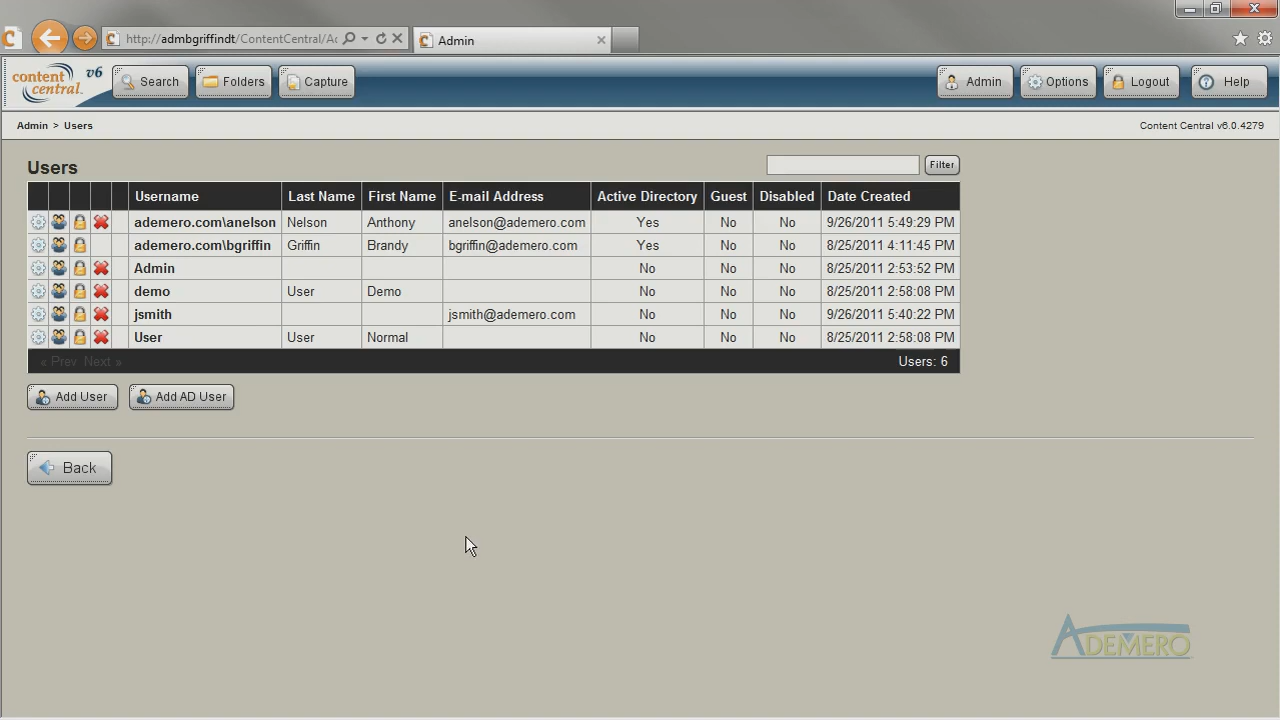 http://admbgriffindt/ContentCentral/Ac
Admin
content central. v6
Search
Folders
Capture
Admin
Options
Logout
Help
Admin > Users
Content Central v6.0.4279
Users
Filter
Username Last Name First Name E-mail Address Active Directory Guest Disabled Date Created
ademero.com\anelson Nelson Anthony anelson@ademero.com Yes No No 9/26/2011 5:49:29 PM
ademero.com\bgriffin Griffin Brandy bgriffin@ademero.com Yes No No 8/25/2011 4:11:45 PM
Admin No No No 8/25/2011 2:53:52 PM
demo User Demo No No No 8/25/2011 2:58:08 PM
jsmith jsmith@ademero.com No No No 9/26/2011 5:40:22 PM
User User Normal No No No 8/25/2011 2:58:08 PM
« Prev Next » Users: 6
Add User
Add AD User
Back
ADEMERO